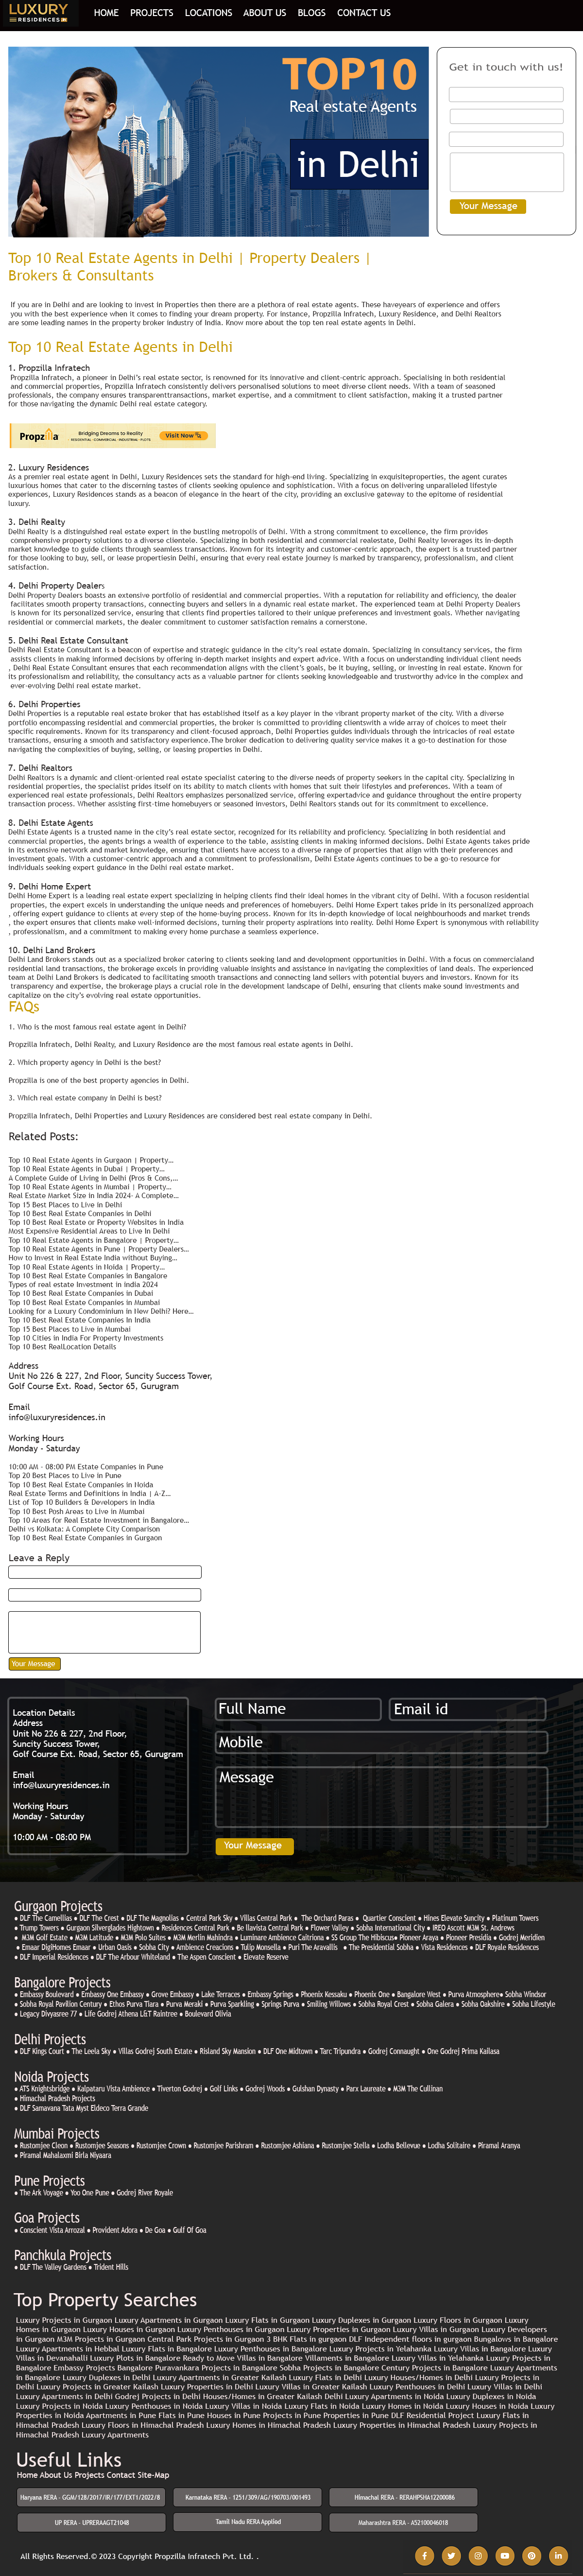 LUXURY
RESIDENCES
HOME PROJECTS LOCATIONS ABOUT US BLOGS CONTACT US
TOP10
Real estate Agents
in Delhi
Get in touch with us!
Your Message
Top 10 Real Estate Agents in Delhi | Property Dealers |
Brokers & Consultants
If you are in Delhi and are looking to invest in Properties then there are a plethora of real estate agents. These haveyears of experience and offers
you with the best experience when it comes to finding your dream property. For instance, Propzilla Infratech, Luxury Residence, and Delhi Realtors
are some leading names in the property broker industry of India. Know more about the top ten real estate agents in Delhi.
Top 10 Real Estate Agents in Delhi
1. Propzilla Infratech
Propzilla Infratech, a pioneer in Delhi's real estate sector, is renowned for its innovative and client-centric approach. Specialising in both residential
and commercial properties, Propzilla Infratech consistently delivers personalised solutions to meet diverse client needs. With a team of seasoned
professionals, the company ensures transparenttransactions, market expertise, and a commitment to client satisfaction, making it a trusted partner
for those navigating the dynamic Delhi real estate category.
Propzilla
Bridging Dreams to Reality
RESIDENTIAL · COMMERCIAL · INDUSTRIAL · PLOTS
Visit Now
2. Luxury Residences
As a premier real estate agent in Delhi, Luxury Residences sets the standard for high-end living. Specializing in exquisiteproperties, the agent curates
luxurious homes that cater to the discerning tastes of clients seeking opulence and sophistication. With a focus on delivering unparalleled lifestyle
experiences, Luxury Residences stands as a beacon of elegance in the heart of the city, providing an exclusive gateway to the epitome of residential
luxury.
3. Delhi Realty
Delhi Realty is a distinguished real estate expert in the bustling metropolis of Delhi. With a strong commitment to excellence, the firm provides
comprehensive property solutions to a diverse clientele. Specialising in both residential and commercial realestate, Delhi Realty leverages its in-depth
market knowledge to guide clients through seamless transactions. Known for its integrity and customer-centric approach, the expert is a trusted partner
for those looking to buy, sell, or lease propertiesin Delhi, ensuring that every real estate journey is marked by professionalism, transparency, and client
satisfaction.
4. Delhi Property Dealers
Delhi Property Dealers boasts an extensive portfolio of residential and commercial properties. With a reputation for reliability and efficiency, the dealer
facilitates smooth property transactions, connecting buyers and sellers in a dynamic real estate market. The experienced team at Delhi Property Dealers
is known for its personalized service, ensuring that clients find properties that align with their unique preferences and investment goals. Whether navigating
residential or commercial markets, the dealer commitment to customer satisfaction remains a cornerstone.
5. Delhi Real Estate Consultant
Delhi Real Estate Consultant is a beacon of expertise and strategic guidance in the city's real estate domain. Specializing in consultancy services, the firm
assists clients in making informed decisions by offering in-depth market insights and expert advice. With a focus on understanding individual client needs
, Delhi Real Estate Consultant ensures that each recommendation aligns with the client's goals, be it buying, selling, or investing in real estate. Known for
its professionalism and reliability, the consultancy acts as a valuable partner for clients seeking knowledgeable and trustworthy advice in the complex and
ever-evolving Delhi real estate market.
6. Delhi Properties
Delhi Properties is a reputable real estate broker that has established itself as a key player in the vibrant property market of the city. With a diverse
portfolio encompassing residential and commercial properties, the broker is committed to providing clientswith a wide array of choices to meet their
specific requirements. Known for its transparency and client-focused approach, Delhi Properties guides individuals through the intricacies of real estate
transactions, ensuring a smooth and satisfactory experience.The broker dedication to delivering quality service makes it a go-to destination for those
navigating the complexities of buying, selling, or leasing properties in Delhi.
7. Delhi Realtors
Delhi Realtors is a dynamic and client-oriented real estate specialist catering to the diverse needs of property seekers in the capital city. Specializing in
residential properties, the specialist prides itself on its ability to match clients with homes that suit their lifestyles and preferences. With a team of
experienced real estate professionals, Delhi Realtors emphasizes personalized service, offering expertadvice and guidance throughout the entire property
transaction process. Whether assisting first-time homebuyers or seasoned investors, Delhi Realtors stands out for its commitment to excellence.
8. Delhi Estate Agents
Delhi Estate Agents is a trusted name in the city's real estate sector, recognized for its reliability and proficiency. Specializing in both residential and
commercial properties, the agents brings a wealth of experience to the table, assisting clients in making informed decisions. Delhi Estate Agents takes pride
in its extensive network and market knowledge, ensuring that clients have access to a diverse range of properties that align with their preferences and
investment goals. With a customer-centric approach and a commitment to professionalism, Delhi Estate Agents continues to be a go-to resource for
individuals seeking expert guidance in the Delhi real estate market.
9. Delhi Home Expert
Delhi Home Expert is a leading real estate expert specializing in helping clients find their ideal homes in the vibrant city of Delhi. With a focuson residential
properties, the expert excels in understanding the unique needs and preferences of homebuyers. Delhi Home Expert takes pride in its personalized approach
, offering expert guidance to clients at every step of the home-buying process. Known for its in-depth knowledge of local neighbourhoods and market trends
, the expert ensures that clients make well-informed decisions, turning their property aspirations into reality. Delhi Home Expert is synonymous with reliability
, professionalism, and a commitment to making every home purchase a seamless experience.
10. Delhi Land Brokers
Delhi Land Brokers stands out as a specialized broker catering to clients seeking land and development opportunities in Delhi. With a focus on commercialand
residential land transactions, the brokerage excels in providing valuable insights and assistance in navigating the complexities of land deals. The experienced
team at Delhi Land Brokers is dedicated to facilitating smooth and successful land transactions for developers and investors. Known for its
transparency and expertise, the brokerage plays a crucial role in the development landscape of Delhi, ensuring that clients make sound investments and
capitalize on the city's evolving real estate opportunities.
FAQs
1. Who is the most famous real estate agent in Delhi?
Propzilla Infratech, Delhi Realty, and Luxury Residence are the most famous real estate agents in Delhi.
2. Which property agency in Delhi is the best?
Propzilla is one of the best property agencies in Delhi.
3. Which real estate company in Delhi is best?
Propzilla Infratech, Delhi Properties and Luxury Residences are considered best real estate company in Delhi.
Related Posts:
Top 10 Real Estate Agents in Gurgaon | Property…
Top 10 Real Estate Agents in Dubai | Property…
A Complete Guide of Living in Delhi (Pros & Cons,…
Top 10 Real Estate Agents in Mumbai | Property…
Real Estate Market Size in India 2024- A Complete…
Top 15 Best Places to Live in Delhi
Top 10 Best Real Estate Companies in Delhi
Top 10 Best Real Estate or Property Websites in India
Most Expensive Residential Areas to Live In Delhi
Top 10 Real Estate Agents in Bangalore | Property…
Top 10 Real Estate Agents in Pune | Property Dealers…
How to Invest in Real Estate India without Buying…
Top 10 Real Estate Agents in Noida | Property…
Top 10 Best Real Estate Companies in Bangalore
Types of real estate Investment in India 2024
Top 10 Best Real Estate Companies in Dubai
Top 10 Best Real Estate Companies in Mumbai
Looking for a Luxury Condominium in New Delhi? Here…
Top 10 Best Real Estate Companies in India
Top 15 Best Places to Live in Mumbai
Top 10 Cities in India For Property Investments
Top 10 Best RealLocation Details
Address
Unit No 226 & 227, 2nd Floor, Suncity Success Tower,
Golf Course Ext. Road, Sector 65, Gurugram
Email
info@luxuryresidences.in
Working Hours
Monday - Saturday
10:00 AM - 08:00 PM Estate Companies in Pune
Top 20 Best Places to Live in Pune
Top 10 Best Real Estate Companies in Noida
Real Estate Terms and Definitions in India | A-Z…
List of Top 10 Builders & Developers in India
Top 10 Best Posh Areas to Live in Mumbai
Top 10 Areas for Real Estate Investment in Bangalore…
Delhi vs Kolkata: A Complete City Comparison
Top 10 Best Real Estate Companies in Gurgaon
Leave a Reply
Your Message
Location Details
Address
Unit No 226 & 227, 2nd Floor,
Suncity Success Tower,
Golf Course Ext. Road, Sector 65, Gurugram
Email
info@luxuryresidences.in
Working Hours
Monday - Saturday
10:00 AM - 08:00 PM
Full Name Email id
Mobile
Message
Your Message
Gurgaon Projects
● DLF The Camellias ● DLF The Crest ● DLF The Magnolias ● Central Park Sky ● Villas Central Park ● The Orchard Paras ● Quartier Conscient ● Hines Elevate Suncity ● Platinum Towers
● Trump Towers ● Gurgaon Silverglades Hightown ● Residences Central Park ● Be llavista Central Park ● Flower Valley ● Sobha International City ● IREO Ascott M3M St. Andrews
● M3M Golf Estate ● M3M Latitude ● M3M Polo Suites ● M3M Merlin Mahindra ● Luminare Ambience Caitriona ● SS Group The Hibiscus● Pioneer Araya ● Pioneer Presidia ● Godrej Meridien
● Emaar DigiHomes Emaar ● Urban Oasis ● Sobha City ● Ambience Creacions ● Tulip Monsella ● Puri The Aravallis ● The Presidential Sobha ● Vista Residences ● DLF Royale Residences
● DLF Imperial Residences ● DLF The Arbour Whiteland ● The Aspen Conscient ● Elevate Reserve
Bangalore Projects
● Embassy Boulevard ● Embassy One Embassy ● Grove Embassy ● Lake Terraces ● Embassy Springs ● Phoenix Kessaku ● Phoenix One ● Bangalore West ● Purva Atmosphere● Sobha Windsor
● Sobha Royal Pavilion Century ● Ethos Purva Tiara ● Purva Meraki ● Purva Sparkling ● Springs Purva ● Smiling Willows ● Sobha Royal Crest ● Sobha Galera ● Sobha Oakshire ● Sobha Lifestyle
● Legacy Divyasree 77 ● Life Godrej Athena L&T Raintree ● Boulevard Olivia
Delhi Projects
● DLF Kings Court ● The Leela Sky ● Villas Godrej South Estate ● Risland Sky Mansion ● DLF One Midtown ● Tarc Tripundra ● Godrej Connaught ● One Godrej Prima Kailasa
Noida Projects
● ATS Knightsbridge ● Kalpataru Vista Ambience ● Tiverton Godrej ● Golf Links ● Godrej Woods ● Gulshan Dynasty ● Parx Laureate ● M3M The Cullinan
● Himachal Pradesh Projects
● DLF Samavana Tata Myst Eldeco Terra Grande
Mumbai Projects
● Rustomjee Cleon ● Rustomjee Seasons ● Rustomjee Crown ● Rustomjee Parishram ● Rustomjee Ashiana ● Rustomjee Stella ● Lodha Bellevue ● Lodha Solitaire ● Piramal Aranya
● Piramal Mahalaxmi Birla Niyaara
Pune Projects
● The Ark Voyage ● Yoo One Pune ● Godrej River Royale
Goa Projects
● Conscient Vista Arrozal ● Provident Adora ● De Goa ● Gulf Of Goa
Panchkula Projects
● DLF The Valley Gardens ● Trident Hills
Top Property Searches
Luxury Projects in Gurgaon Luxury Apartments in Gurgaon Luxury Flats in Gurgaon Luxury Duplexes in Gurgaon Luxury Floors in Gurgaon Luxury
Homes in Gurgaon Luxury Houses in Gurgaon Luxury Penthouses in Gurgaon Luxury Properties in Gurgaon Luxury Villas in Gurgaon Luxury Developers
in Gurgaon M3M Projects in Gurgaon Central Park Projects in Gurgaon 3 BHK Flats in gurgaon DLF Independent floors in gurgaon Bungalows in Bangalore
Luxury Apartments in Hebbal Luxury Flats in Bangalore Luxury Penthouses in Bangalore Luxury Projects in Yelahanka Luxury Villas in Bangalore Luxury
Villas in Devanahalli Luxury Plots in Bangalore Ready to Move Villas in Bangalore Villaments in Bangalore Luxury Villas in Yelahanka Luxury Projects in
Bangalore Embassy Projects Bangalore Puravankara Projects in Bangalore Sobha Projects in Bangalore Century Projects in Bangalore Luxury Apartments
in Bangalore Luxury Duplexes in Delhi Luxury Apartments in Greater Kailash Luxury Flats in Delhi Luxury Houses/Homes in Delhi Luxury Projects in
Delhi Luxury Projects in Greater Kailash Luxury Properties in Delhi Luxury Villas in Greater Kailash Luxury Penthouses in Delhi Luxury Villas in Delhi
Luxury Apartments in Delhi Godrej Projects in Delhi Houses/Homes in Greater Kailash Delhi Luxury Apartments in Noida Luxury Duplexes in Noida
Luxury Projects in Noida Luxury Penthouses in Noida Luxury Villas in Noida Luxury Flats in Noida Luxury Homes in Noida Luxury Houses in Noida Luxury
Properties in Noida Apartments in Pune Flats in Pune Houses in Pune Projects in Pune Properties in Pune DLF Residential Project Luxury Flats in
Himachal Pradesh Luxury Floors in Himachal Pradesh Luxury Homes in Himachal Pradesh Luxury Properties in Himachal Pradesh Luxury Projects in
Himachal Pradesh Luxury Apartments
Useful Links
Home About Us Projects Contact Site-Map
Haryana RERA - GGM/128/2017/IR/177/EXT1/2022/8 Karnataka RERA - 1251/309/AG/190703/001493 Himachal RERA - RERAHPSHA12200086
UP RERA - UPRERAAGT21048 Tamil Nadu RERA Applied Maharashtra RERA - A52100046018
All Rights Reserved.© 2023 Copyright Propzilla Infratech Pvt. Ltd. .